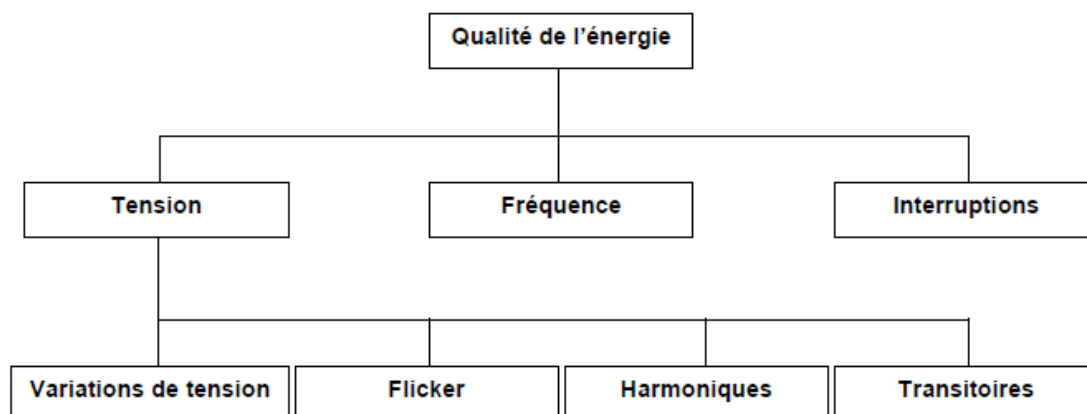 Qualité de l’énergie
Tension
Fréquence
Interruptions
Variations de tension
Flicker
Harmoniques
Transitoires